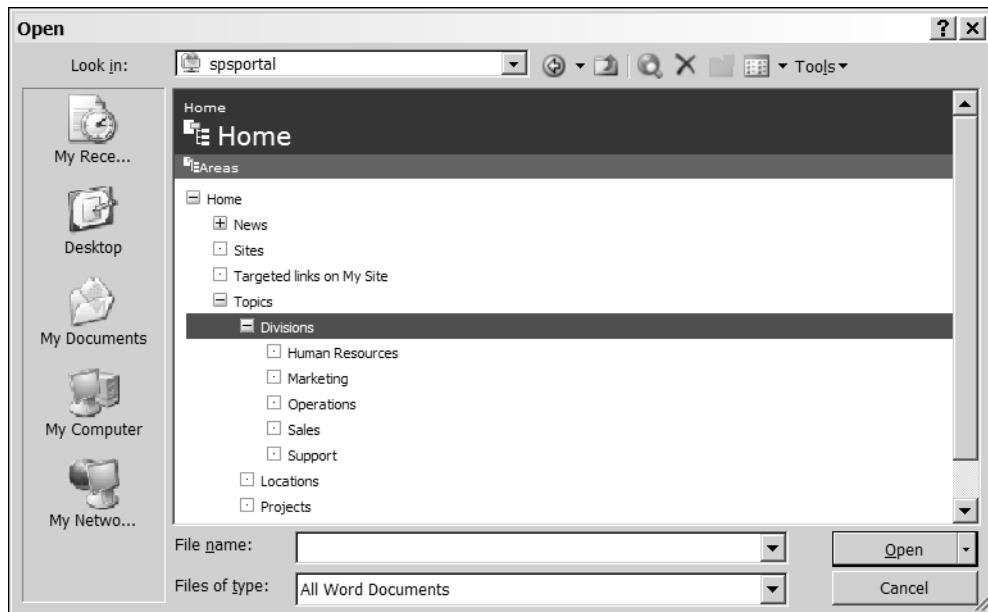 Open
Look in: spsportal Tools
Home
Home
Areas
Home
News
Sites
Targeted links on My Site
Topics
Divisions
Human Resources
Marketing
Operations
Sales
Support
Locations
Projects
My Rece...
Desktop
My Documents
My Computer
My Netwo...
File name: Open
Files of type: All Word Documents Cancel